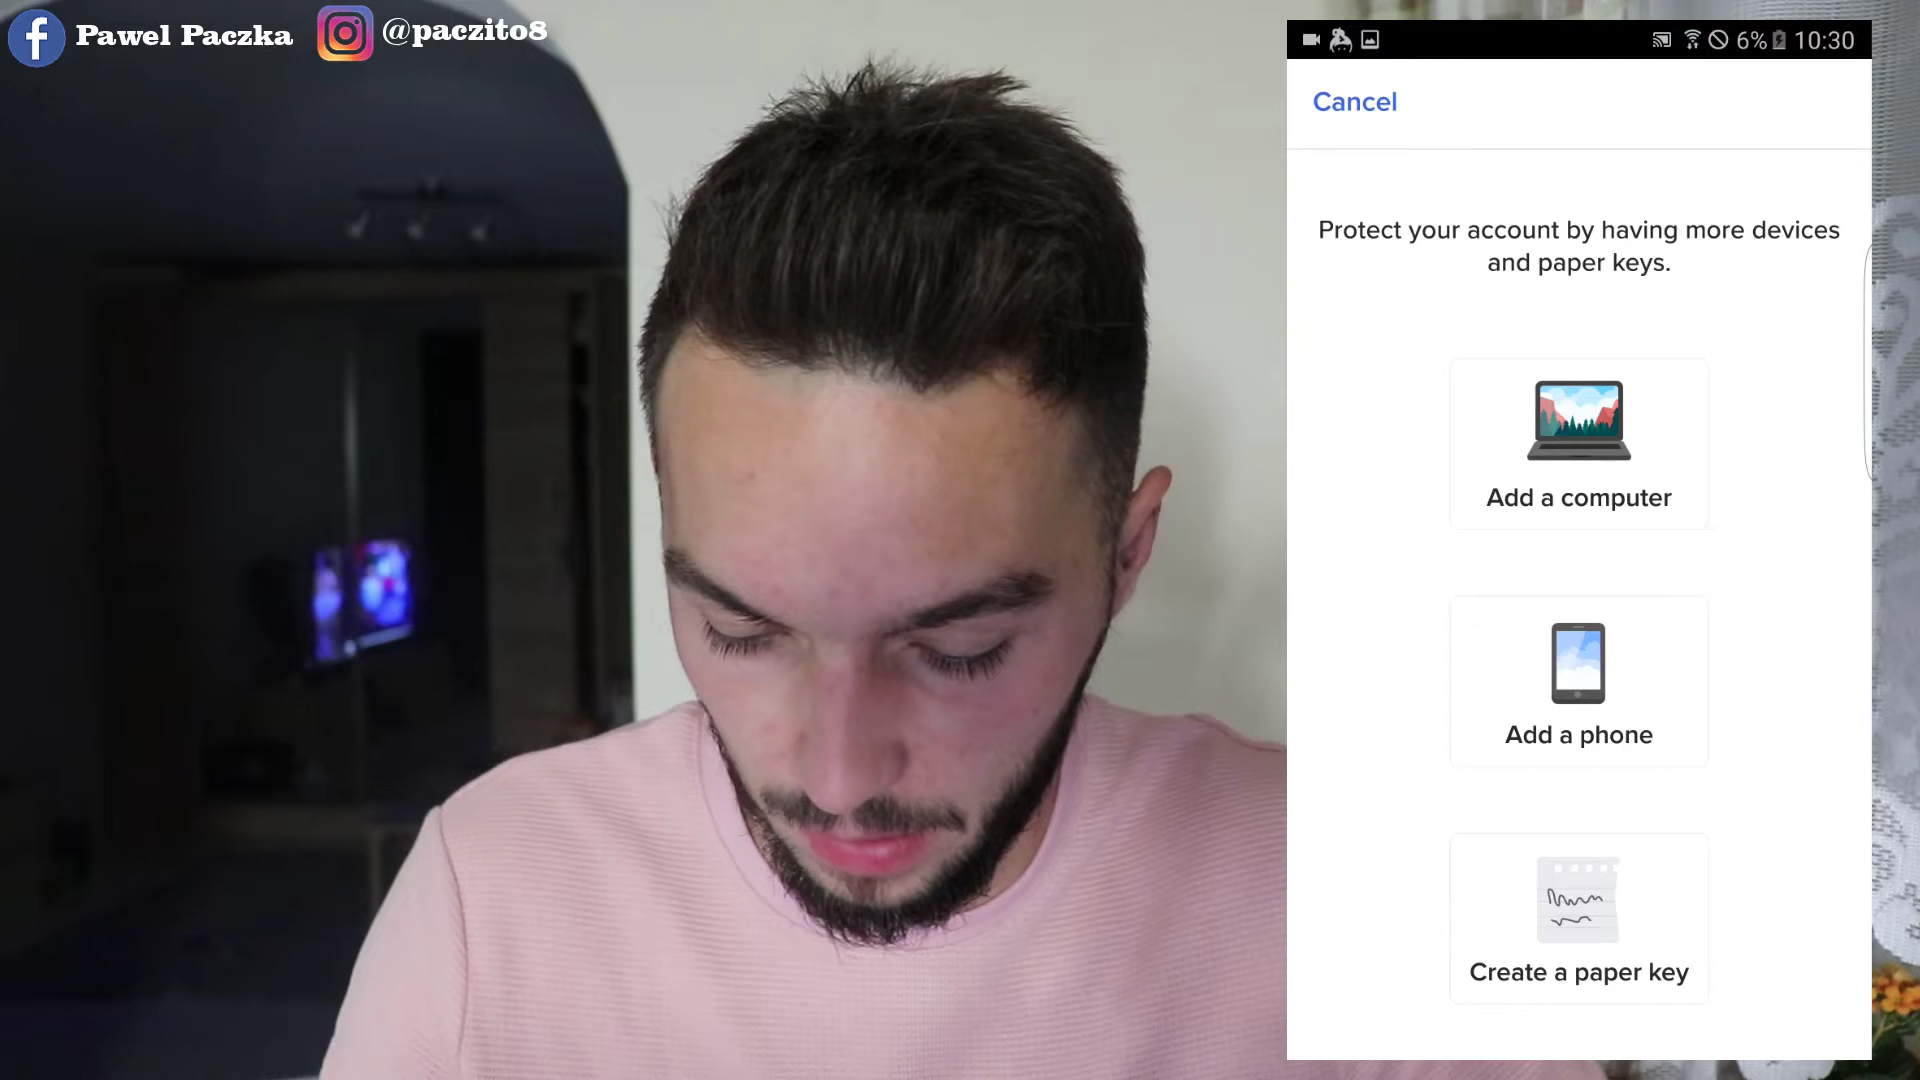 Pawel Paczka @paczito8
6% 10:30
Cancel
Protect your account by having more devices
and paper keys.
Add a computer
Add a phone
Create a paper key